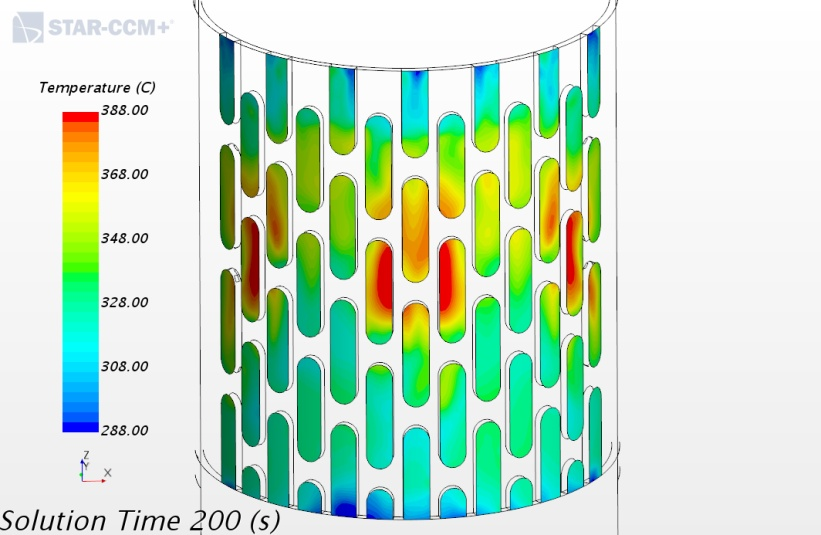 STAR-CCM+®
Temperature (C)
388.00
368.00
348.00
328.00
308.00
288.00
Z
Y
X
Solution Time 200 (s)